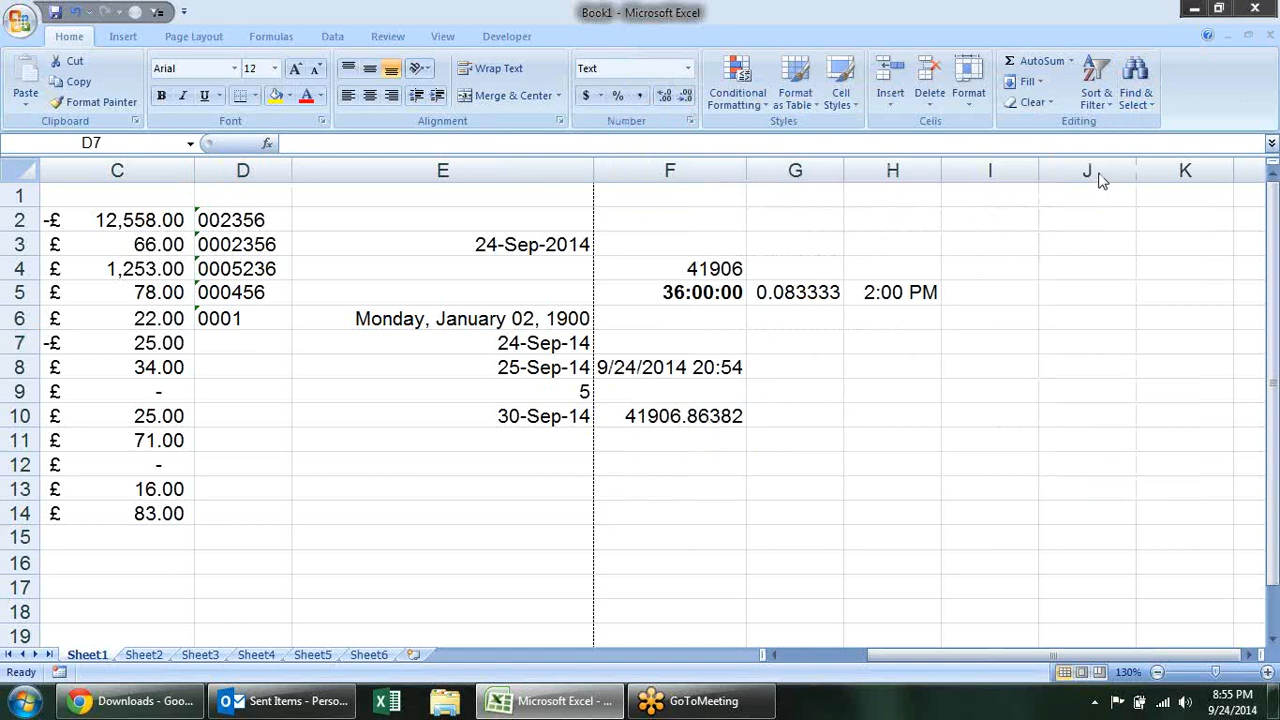 Book1 - Microsoft Excel
Home Insert Page Layout Formulas Data Review View Developer
Cut
Copy
Format Painter
Paste
Clipboard
Arial 12
B I U
Font
Wrap Text
Merge & Center
Alignment
Text
$ % ,
Number
Conditional Formatting
Format as Table
Cell Styles
Styles
Insert Delete Format
Cells
Σ AutoSum
Fill
Clear
Sort & Filter
Find & Select
Editing
D7 fx
C D E F G H I J K
1
2 -£ 12,558.00 002356
3 £ 66.00 0002356 24-Sep-2014
4 £ 1,253.00 0005236 41906
5 £ 78.00 000456 36:00:00 0.083333 2:00 PM
6 £ 22.00 0001 Monday, January 02, 1900
7 -£ 25.00 24-Sep-14
8 £ 34.00 25-Sep-14 9/24/2014 20:54
9 £ - 5
10 £ 25.00 30-Sep-14 41906.86382
11 £ 71.00
12 £ -
13 £ 16.00
14 £ 83.00
15
16
17
18
19
Sheet1 Sheet2 Sheet3 Sheet4 Sheet5 Sheet6
Ready 130%
Downloads - Goo...
Sent Items - Perso...
Microsoft Excel - ...
GoToMeeting
8:55 PM
9/24/2014